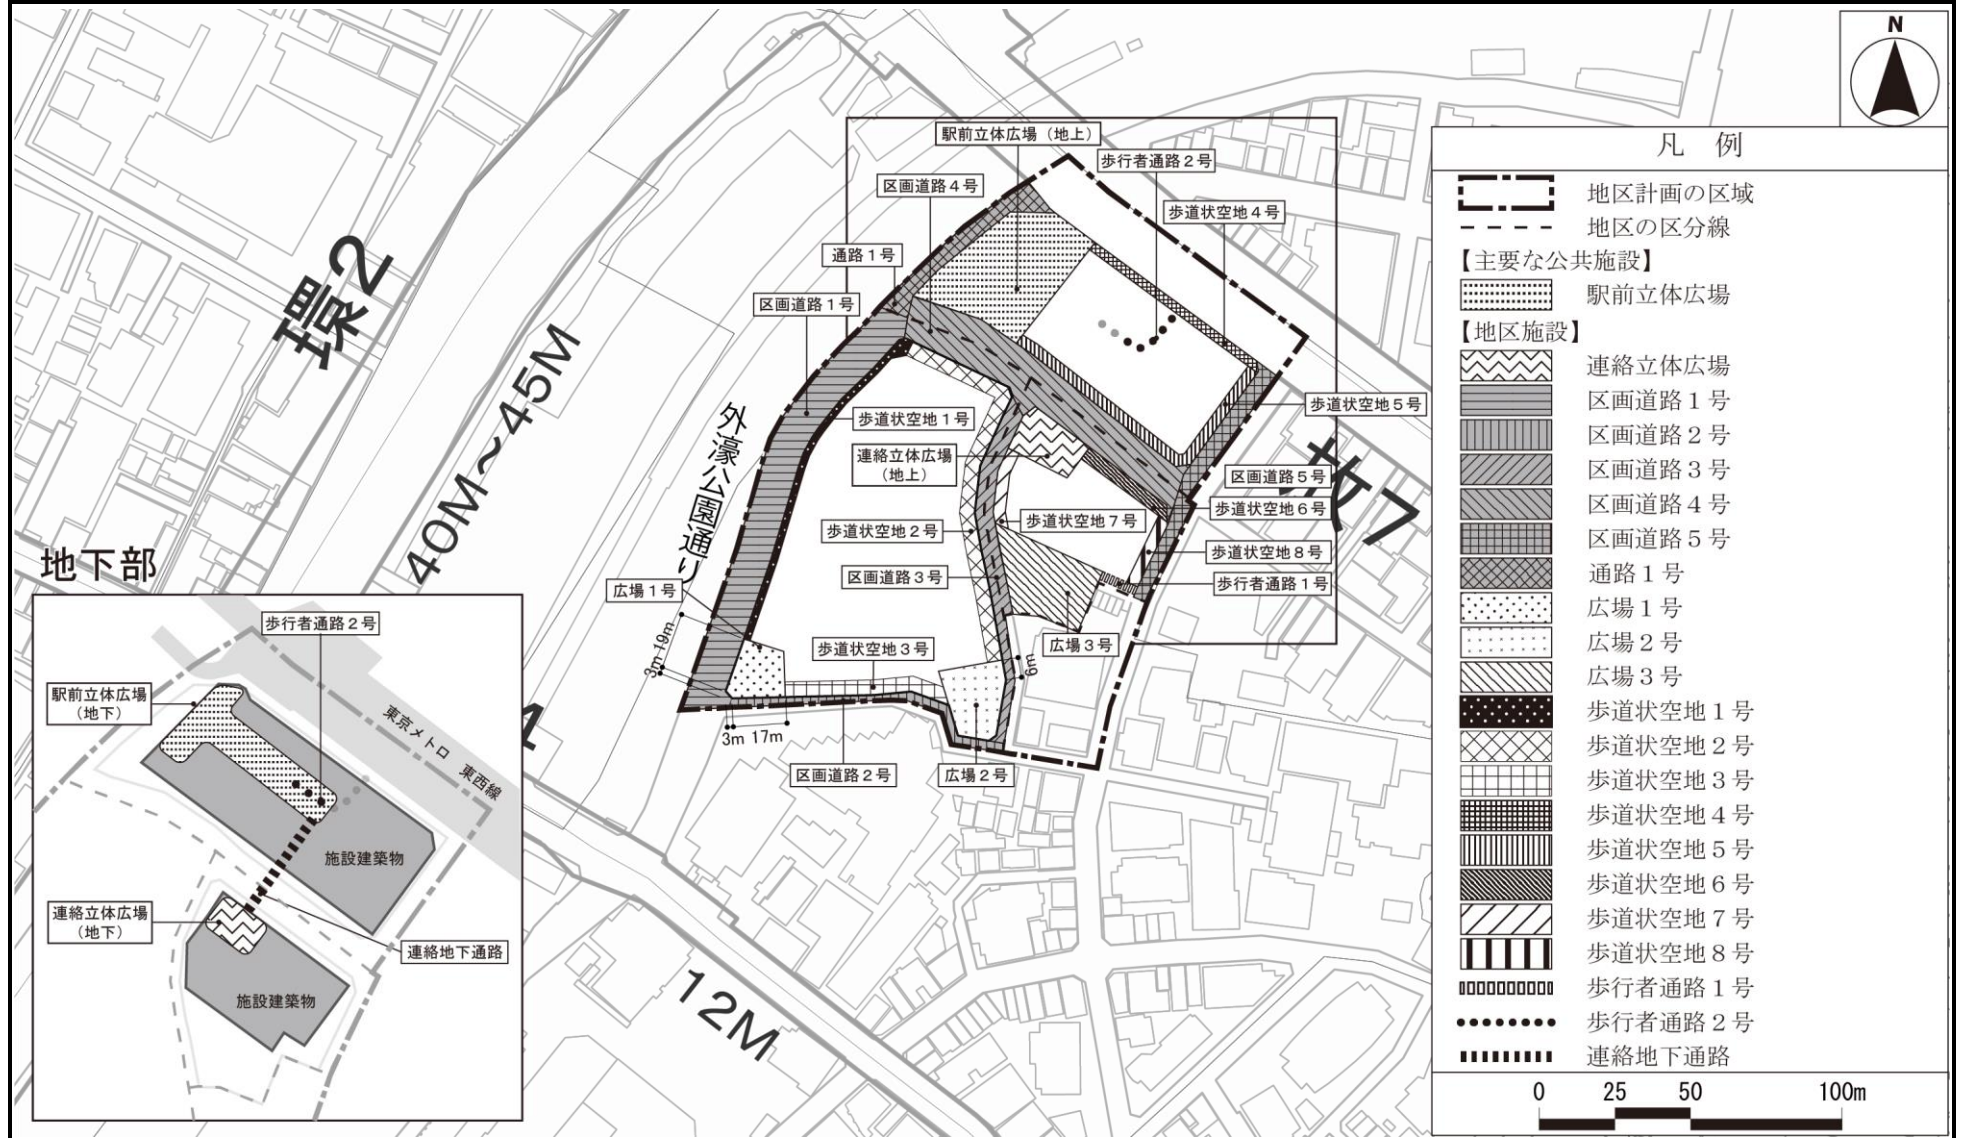 N
凡 例
地区計画の区域
地区の区分線
【主要な公共施設】
駅前立体広場
【地区施設】
連絡立体広場
区画道路1号
区画道路2号
区画道路3号
区画道路4号
区画道路5号
通路1号
広場1号
広場2号
広場3号
歩道状空地1号
歩道状空地2号
歩道状空地3号
歩道状空地4号
歩道状空地5号
歩道状空地6号
歩道状空地7号
歩道状空地8号
歩行者通路1号
歩行者通路2号
連絡地下通路
0 25 50 100m
駅前立体広場(地上)
歩行者通路2号
区画道路4号
歩道状空地4号
通路1号
区画道路1号
歩道状空地1号
歩道状空地5号
連絡立体広場
(地上)
区画道路5号
歩道状空地6号
歩道状空地7号
歩道状空地2号
歩道状空地8号
区画道路3号
歩行者通路1号
広場1号
広場3号
歩道状空地3号
19m
3m
6m
3m 17m
区画道路2号
広場2号
環2
40M~45M
外濠公園通り
牧7
12M
地下部
歩行者通路2号
駅前立体広場
(地下)
東京メトロ 東西線
施設建築物
連絡立体広場
(地下)
連絡地下通路
施設建築物